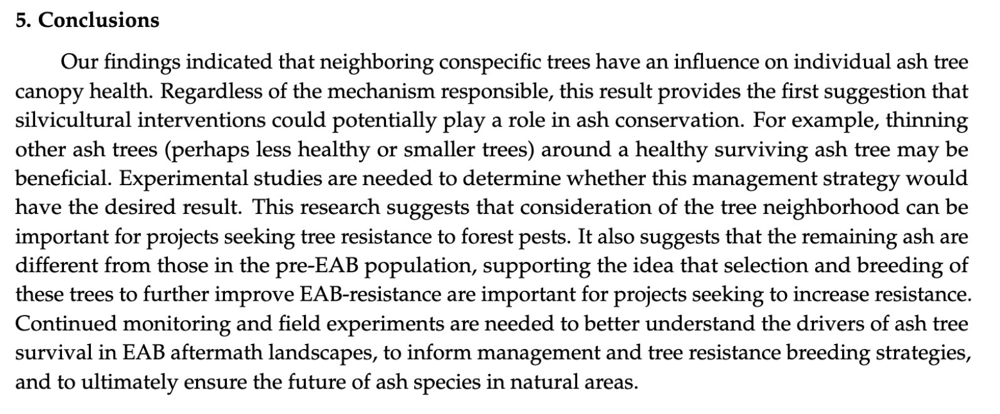 5. Conclusions
Our findings indicated that neighboring conspecific trees have an influence on individual ash tree
canopy health. Regardless of the mechanism responsible, this result provides the first suggestion that
silvicultural interventions could potentially play a role in ash conservation. For example, thinning
other ash trees (perhaps less healthy or smaller trees) around a healthy surviving ash tree may be
beneficial. Experimental studies are needed to determine whether this management strategy would
have the desired result. This research suggests that consideration of the tree neighborhood can be
important for projects seeking tree resistance to forest pests. It also suggests that the remaining ash are
different from those in the pre-EAB population, supporting the idea that selection and breeding of
these trees to further improve EAB-resistance are important for projects seeking to increase resistance.
Continued monitoring and field experiments are needed to better understand the drivers of ash tree
survival in EAB aftermath landscapes, to inform management and tree resistance breeding strategies,
and to ultimately ensure the future of ash species in natural areas.